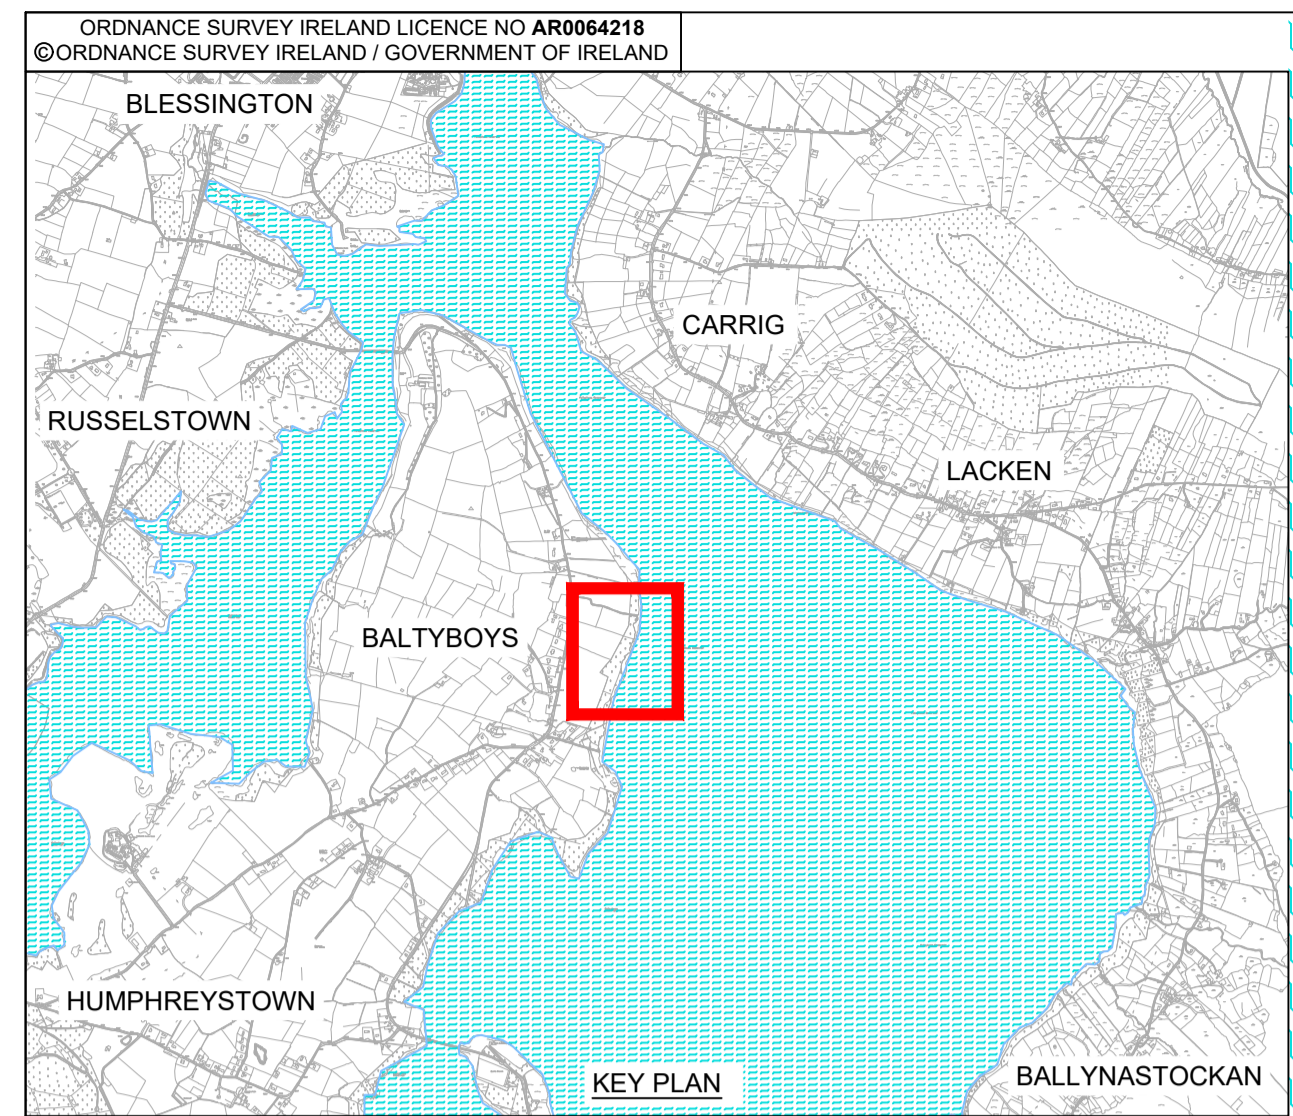 ORDNANCE SURVEY IRELAND LICENCE NO AR0064218
©ORDNANCE SURVEY IRELAND / GOVERNMENT OF IRELAND
BLESSINGTON
CARRIG
RUSSELSTOWN
LACKEN
BALTYBOYS
HUMPHREYSTOWN
KEY PLAN
BALLYNASTOCKAN